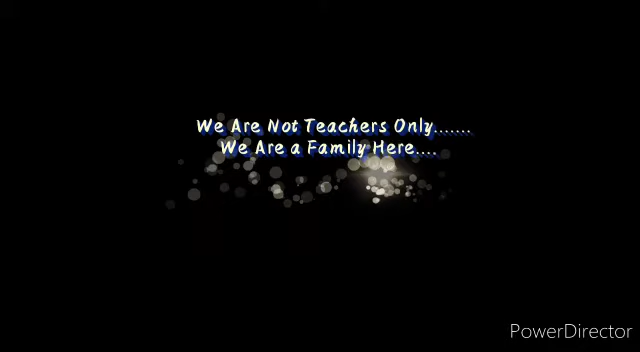 We Are Not Teachers Only.......
We Are a Family Here....
PowerDirector